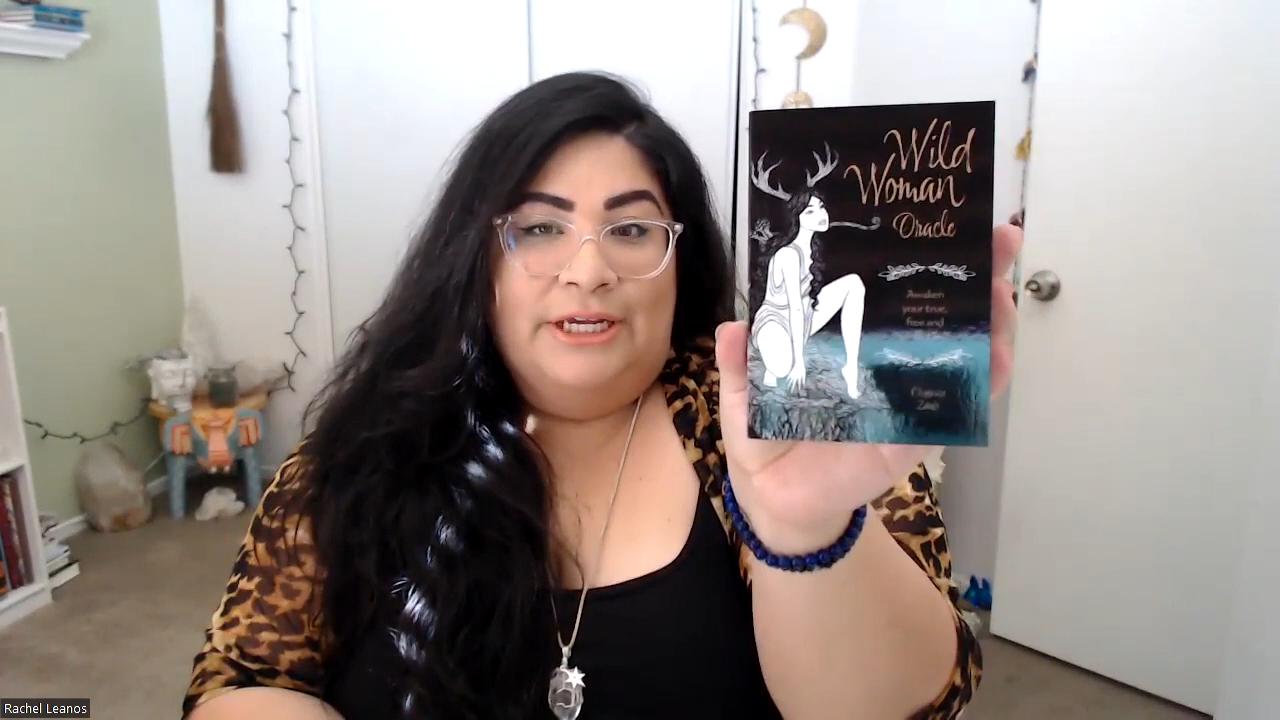 Wild
Woman
Oracle
Awaken
your true,
free and
Rachel Leanos